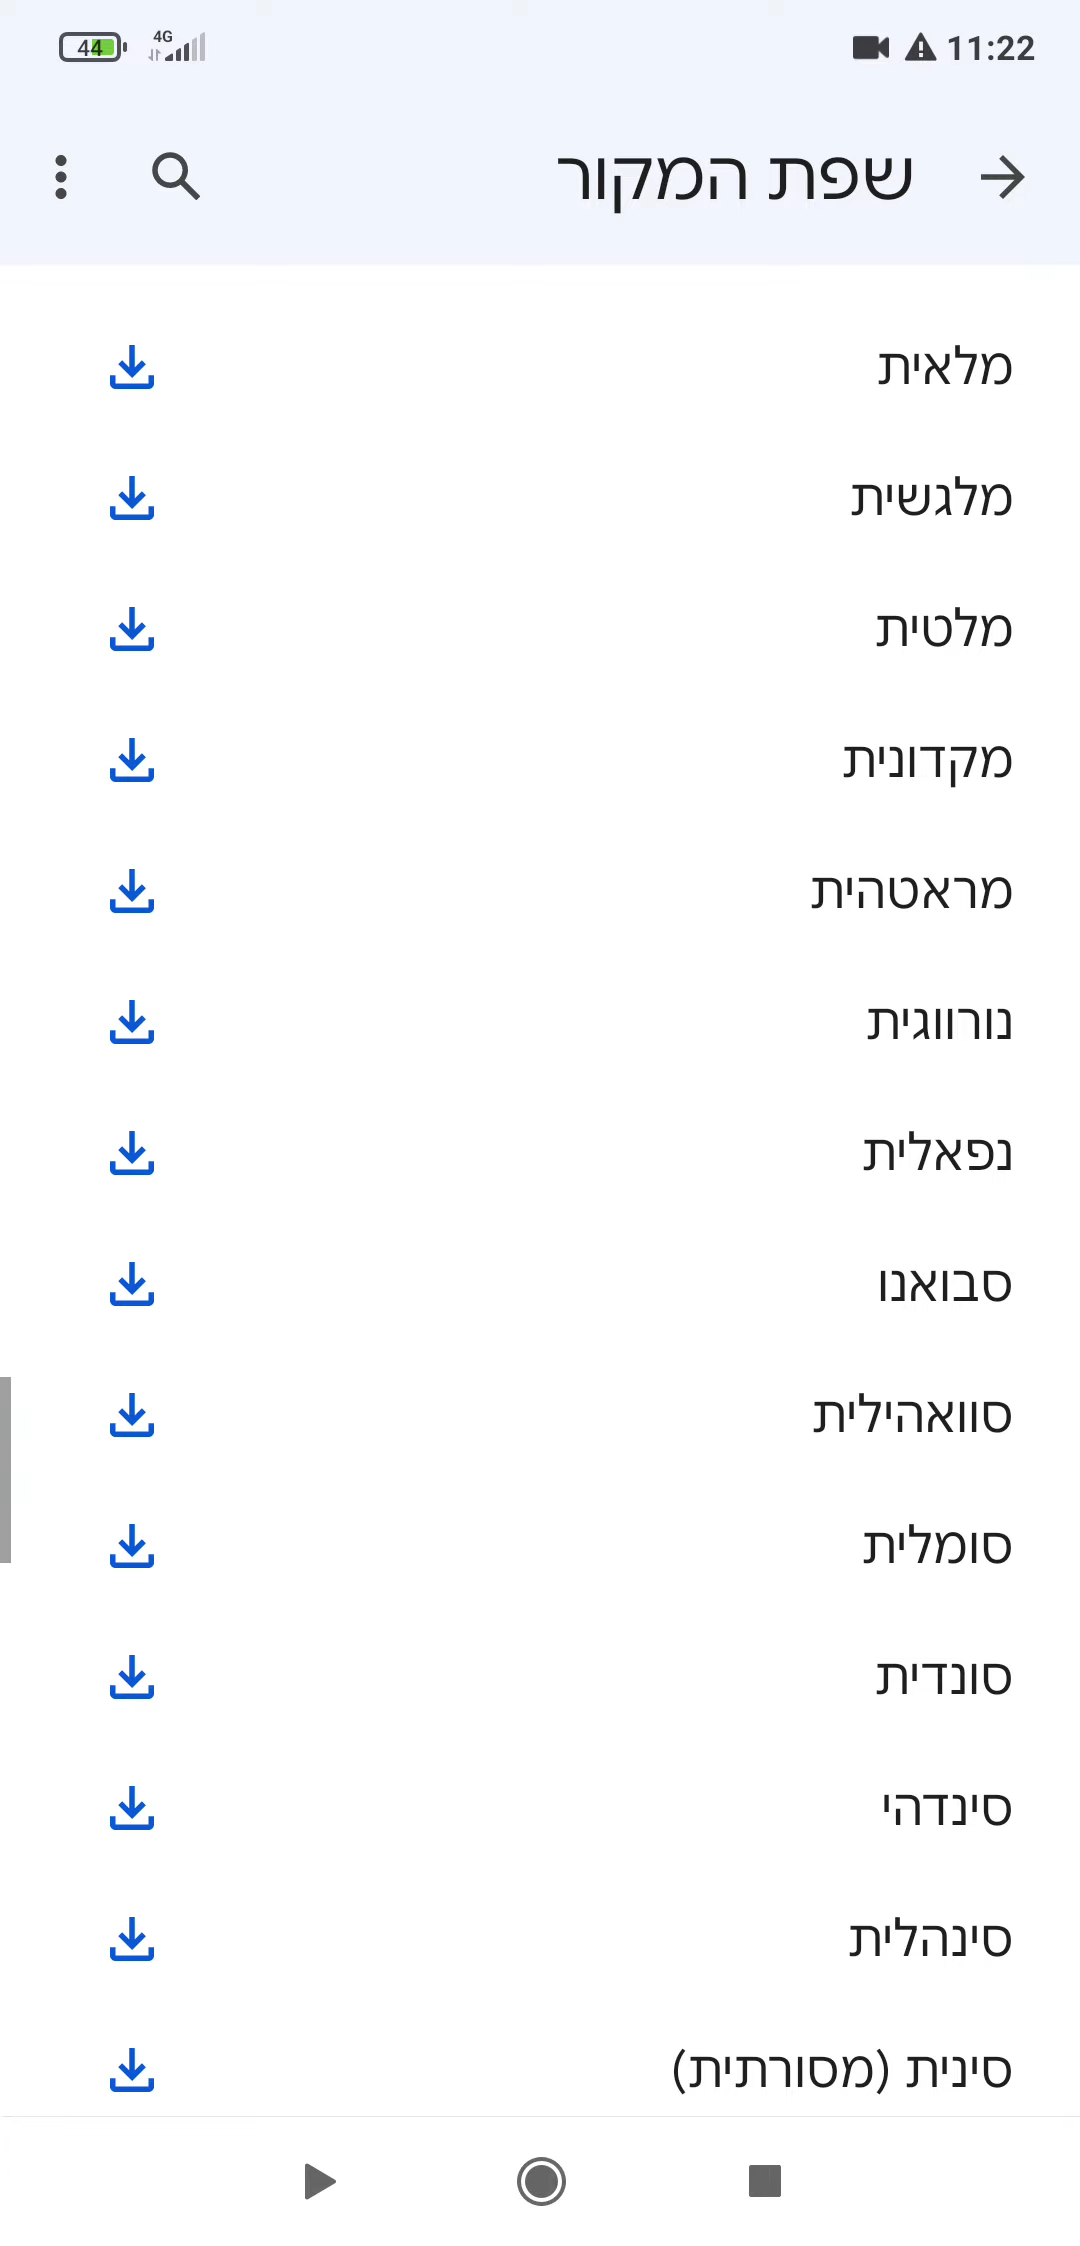 44
4G
11:22
שפת המקור
מלאית
מלגשית
מלטית
מקדונית
מראטהית
נורווגית
נפאלית
סבואנו
סוואהילית
סומלית
סונדית
סינדהי
סינהלית
סינית (מסורתית)